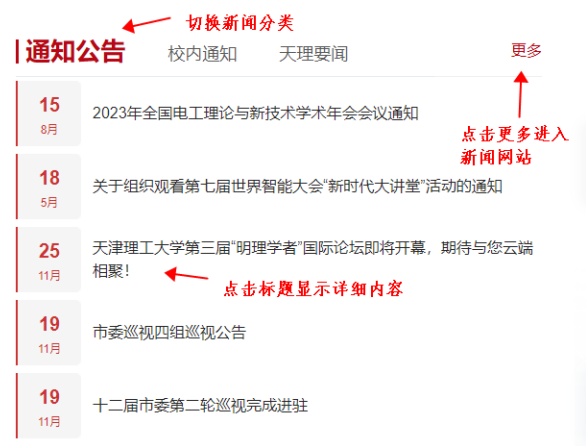 切换新闻分类
通知公告 校内通知 天理要闻 更多
15
8月
2023年全国电工理论与新技术学术年会会议通知
点击更多进入
新闻网站
18
5月
关于组织观看第七届世界智能大会“新时代大讲堂”活动的通知
25
11月
天津理工大学第三届“明理学者”国际论坛即将开幕，期待与您云端
相聚！
点击标题显示详细内容
19
11月
市委巡视四组巡视公告
19
11月
十二届市委第二轮巡视完成进驻